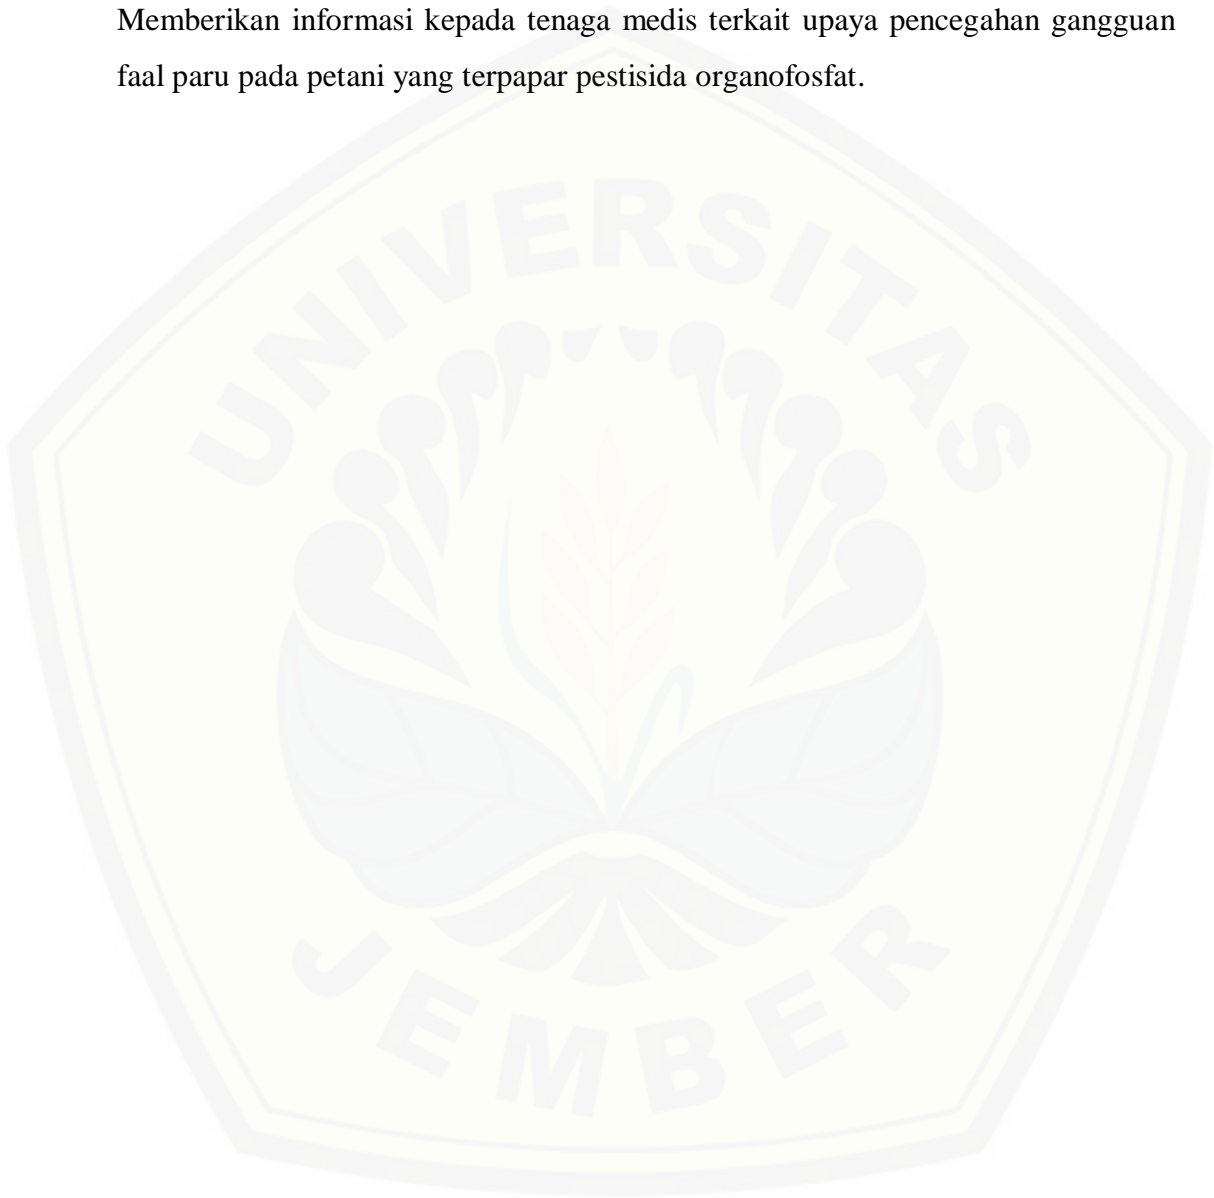 Memberikan informasi kepada tenaga medis terkait upaya pencegahan gangguan
faal paru pada petani yang terpapar pestisida organofosfat.
UNIVERSITAS
JEMBER